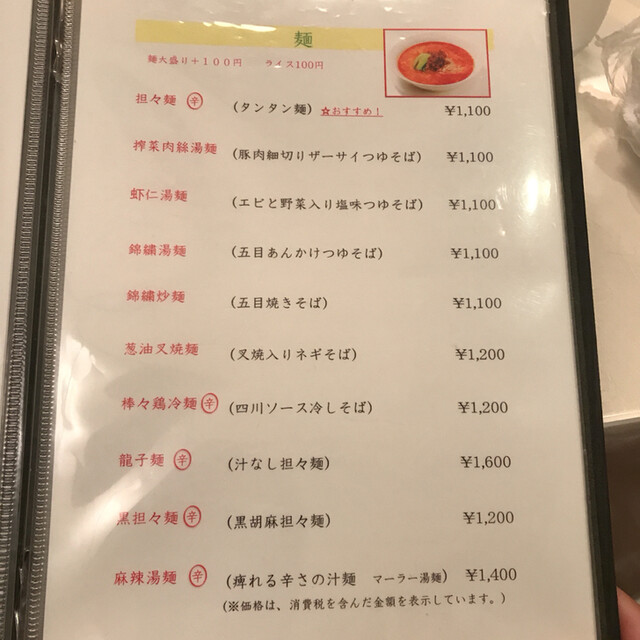 麺
麺大盛り＋１００円　ライス100円
担々麺 辛 (タンタン麺) ☆おすすめ！ ¥1,100
搾菜肉絲湯麺 (豚肉細切りザーサイつゆそば) ¥1,100
虾仁湯麺 (エビと野菜入り塩味つゆそば) ¥1,100
錦繍湯麺 (五目あんかけつゆそば) ¥1,100
錦繍炒麺 (五目焼きそば) ¥1,100
葱油叉焼麺 (叉焼入りネギそば) ¥1,200
棒々鶏冷麺 辛 (四川ソース冷しそば) ¥1,200
龍子麺 辛 (汁なし担々麺) ¥1,600
黒担々麺 辛 (黒胡麻担々麺) ¥1,200
麻辣湯麺 辛 (痺れる辛さの汁麺　マーラー湯麺) ¥1,400
(※価格は、消費税を含んだ金額を表示しています。)